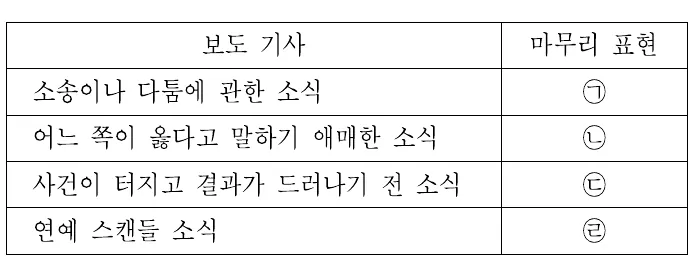 보도 기사 마무리 표현
소송이나 다툼에 관한 소식 ㉠
어느 쪽이 옳다고 말하기 애매한 소식 ㉡
사건이 터지고 결과가 드러나기 전 소식 ㉢
연예 스캔들 소식 ㉣